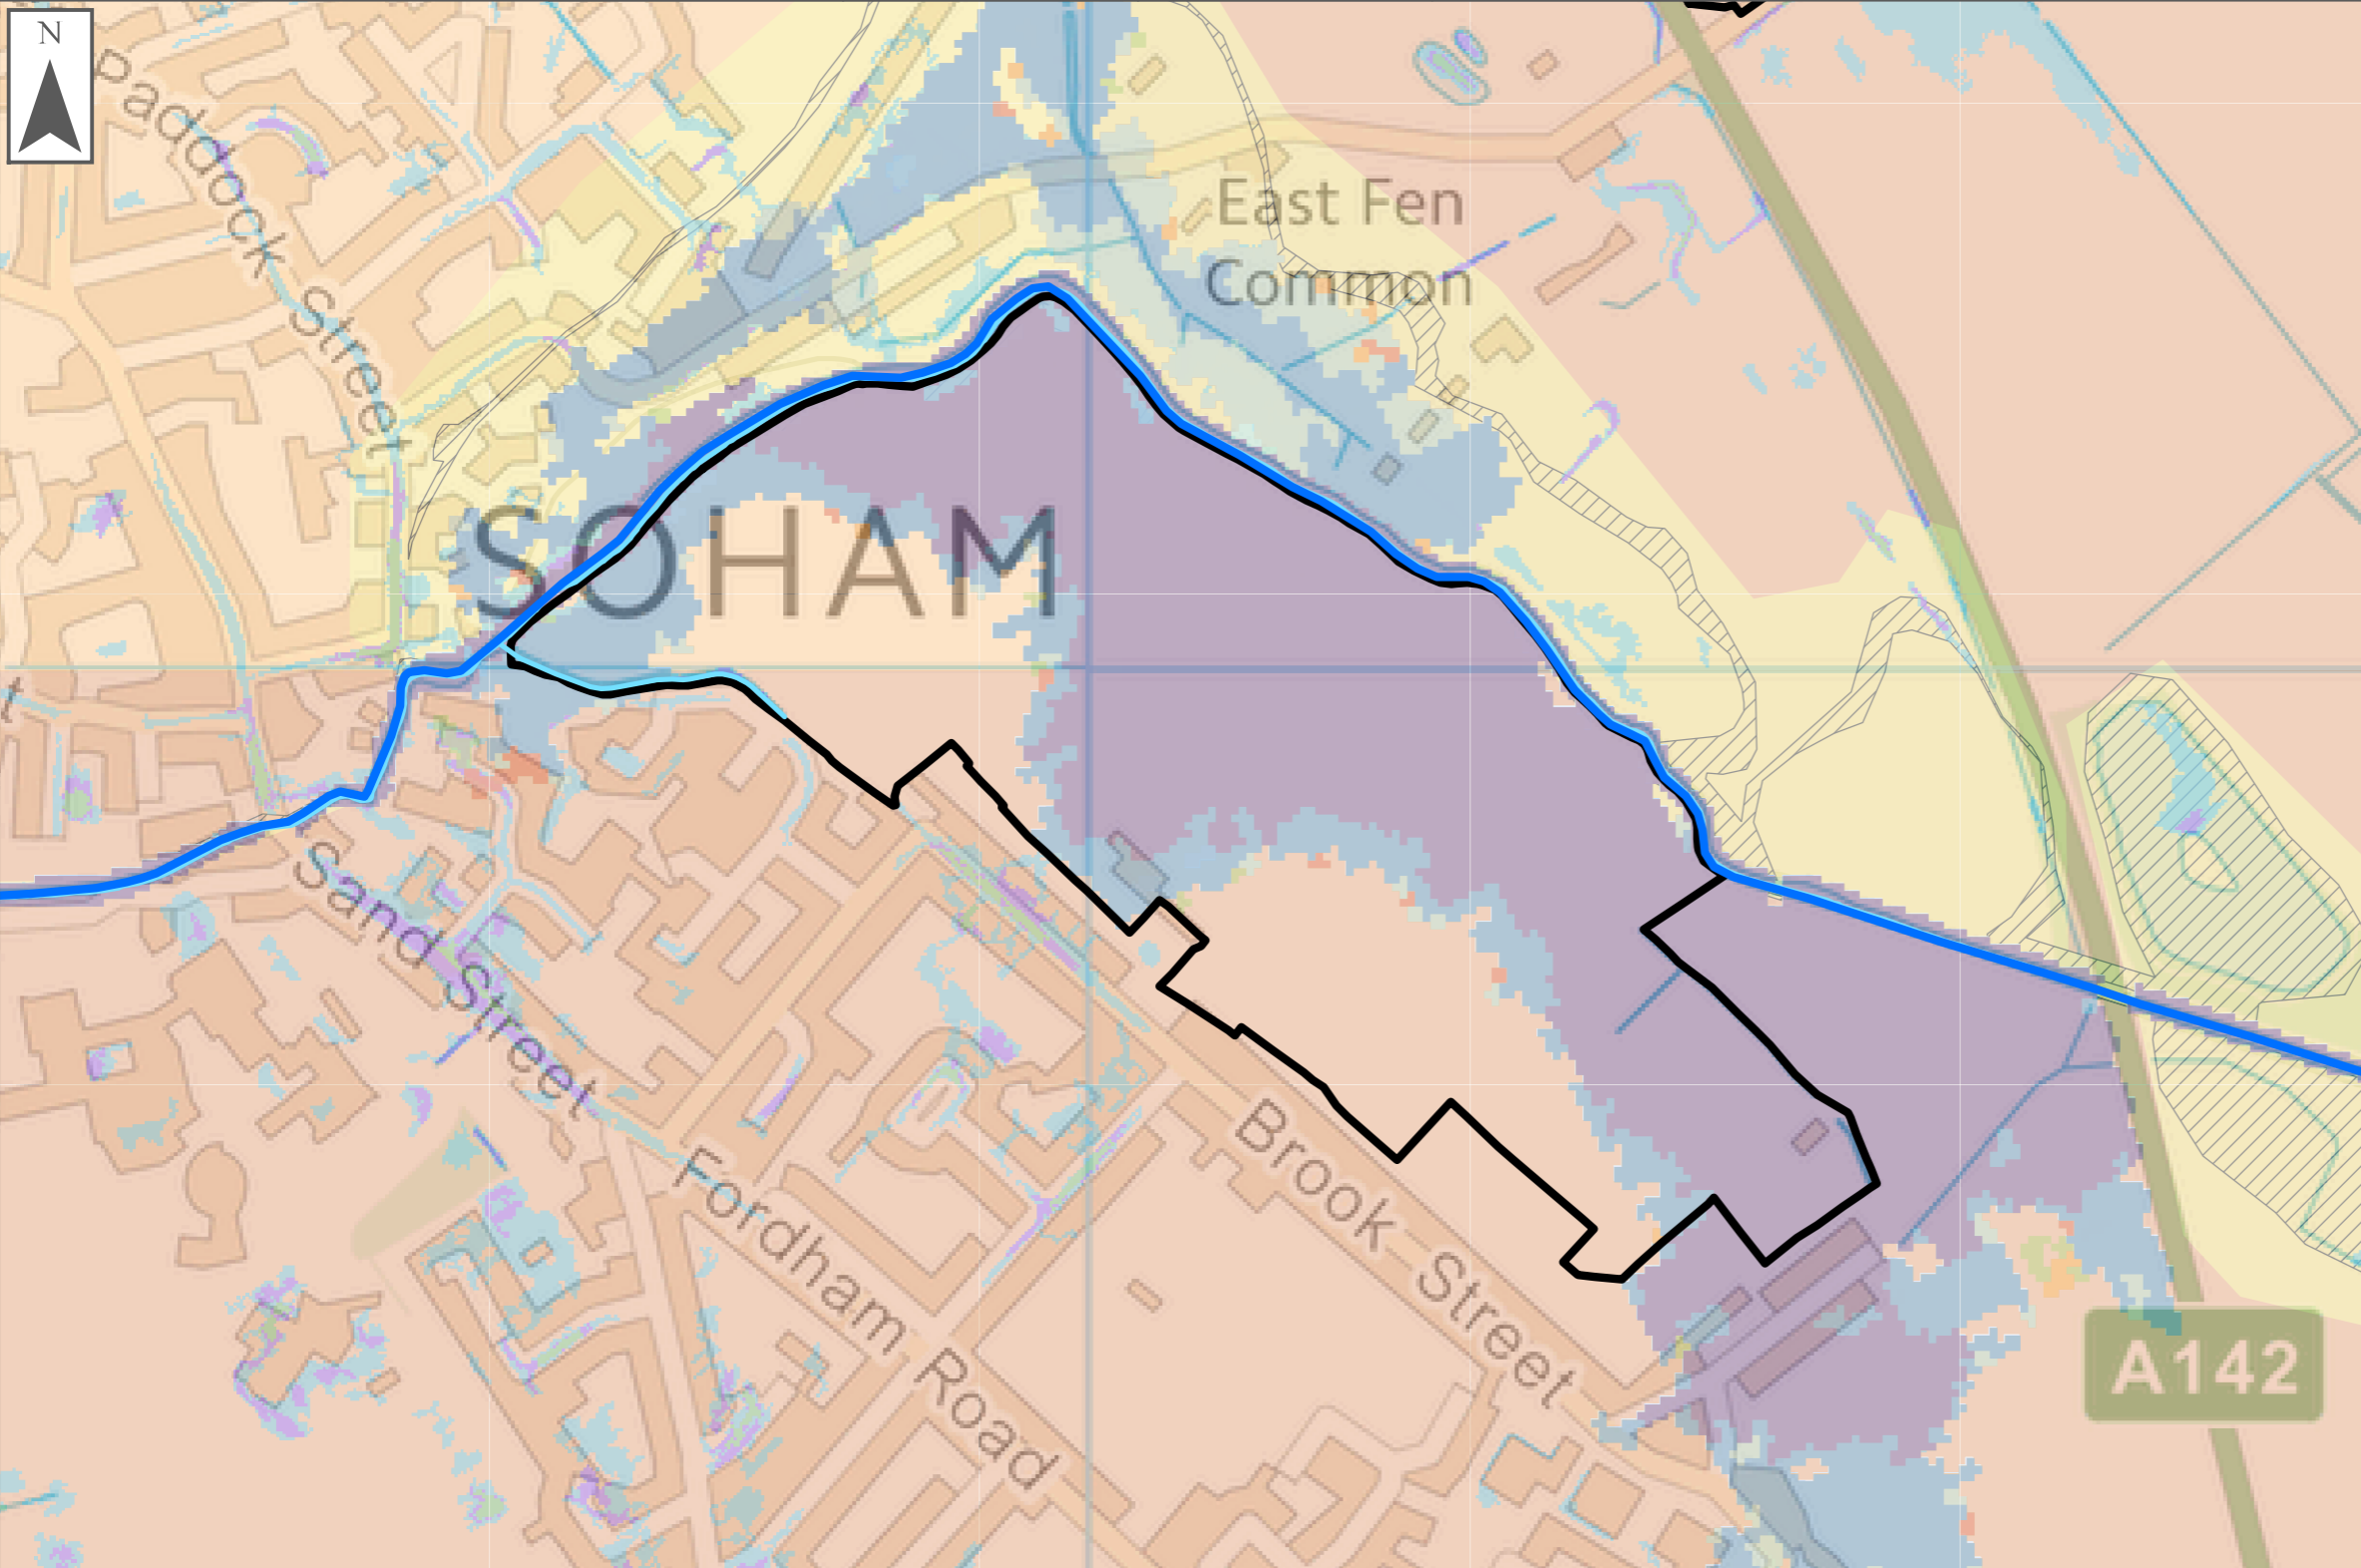 N
Paddock Street
East Fen
Common
SOHAM
t
Sand Street
Fordham Road
Brook Street
A142